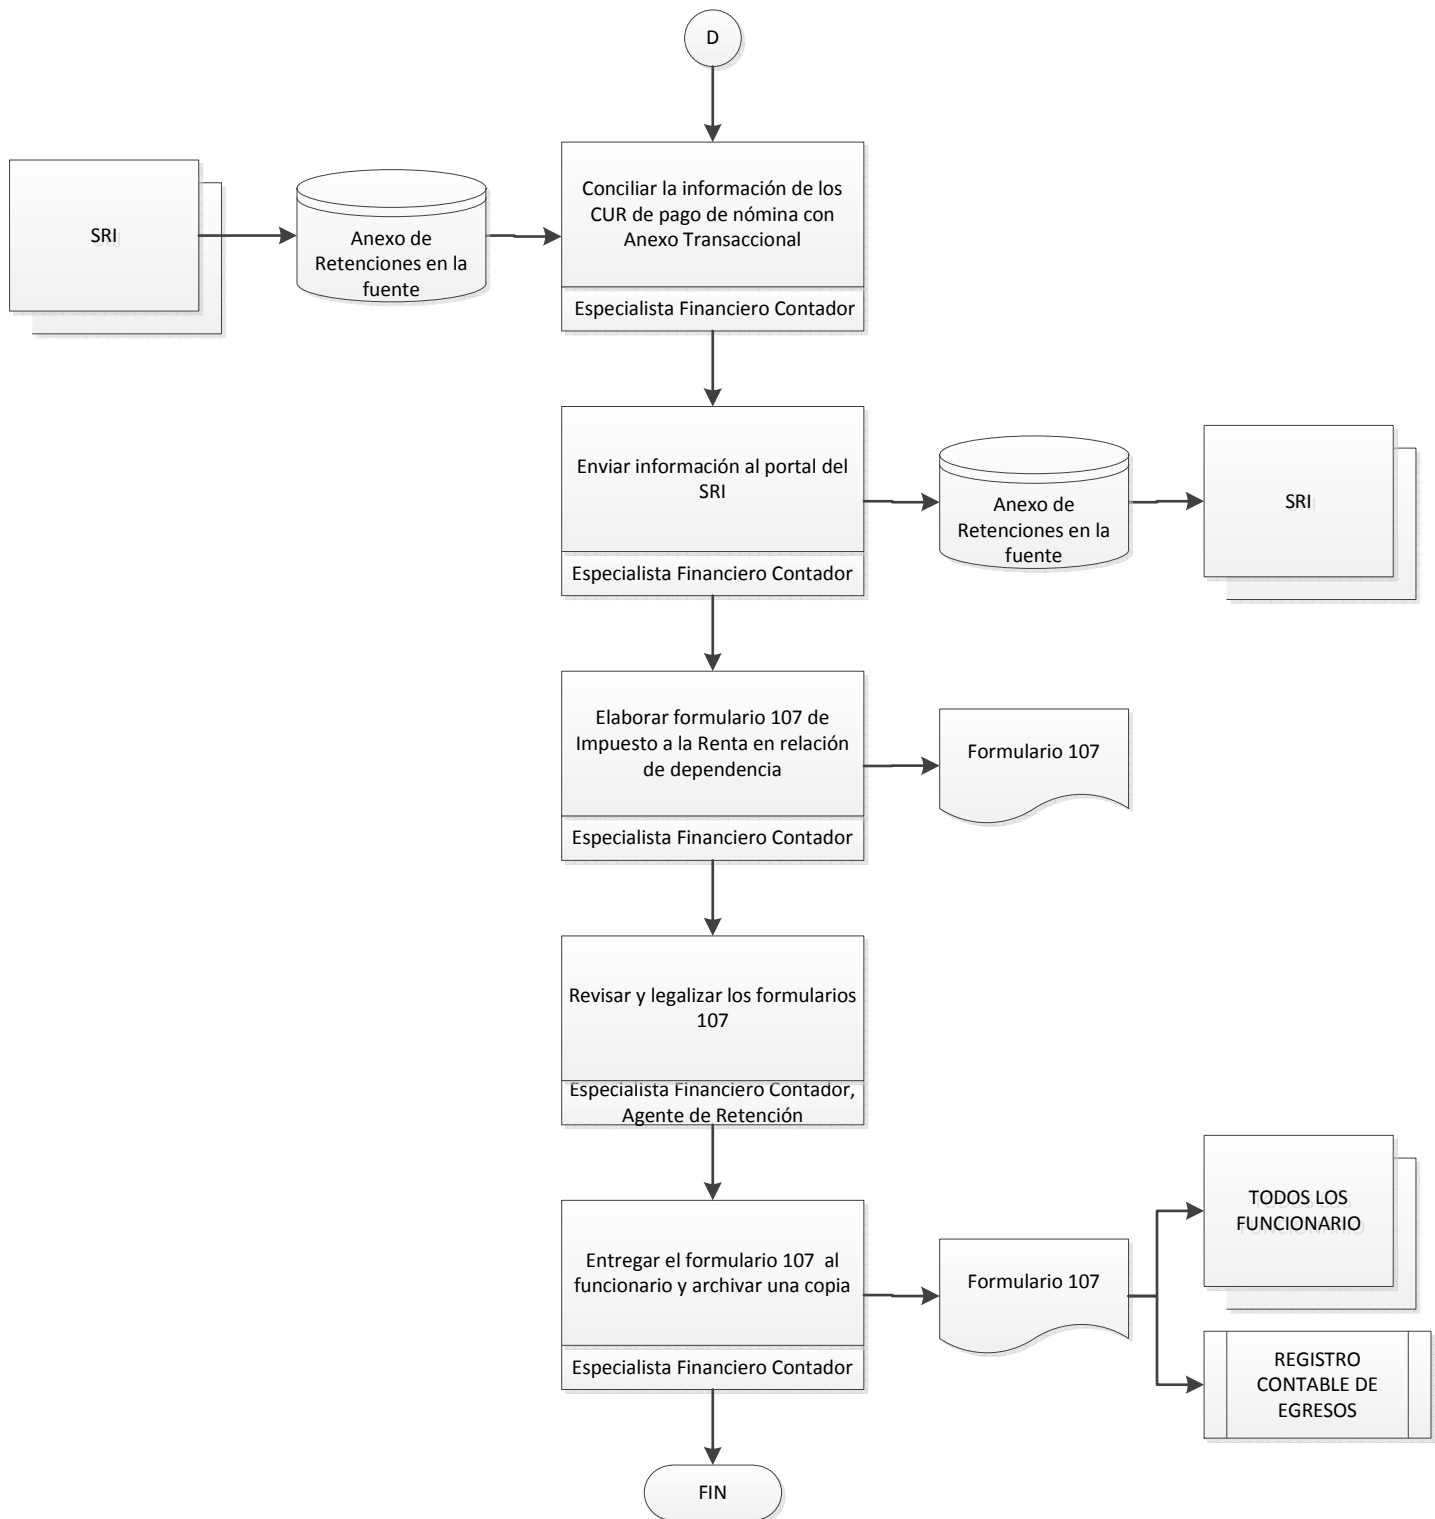 D
SRI
Anexo de
Retenciones en la
fuente
Conciliar la información de los
CUR de pago de nómina con
Anexo Transaccional
Especialista Financiero Contador
Enviar información al portal del
SRI
Especialista Financiero Contador
Anexo de
Retenciones en la
fuente
SRI
Elaborar formulario 107 de
Impuesto a la Renta en relación
de dependencia
Especialista Financiero Contador
Formulario 107
Revisar y legalizar los formularios
107
Especialista Financiero Contador,
Agente de Retención
Entregar el formulario 107 al
funcionario y archivar una copia
Especialista Financiero Contador
Formulario 107
TODOS LOS
FUNCIONARIO
REGISTRO
CONTABLE DE
EGRESOS
FIN